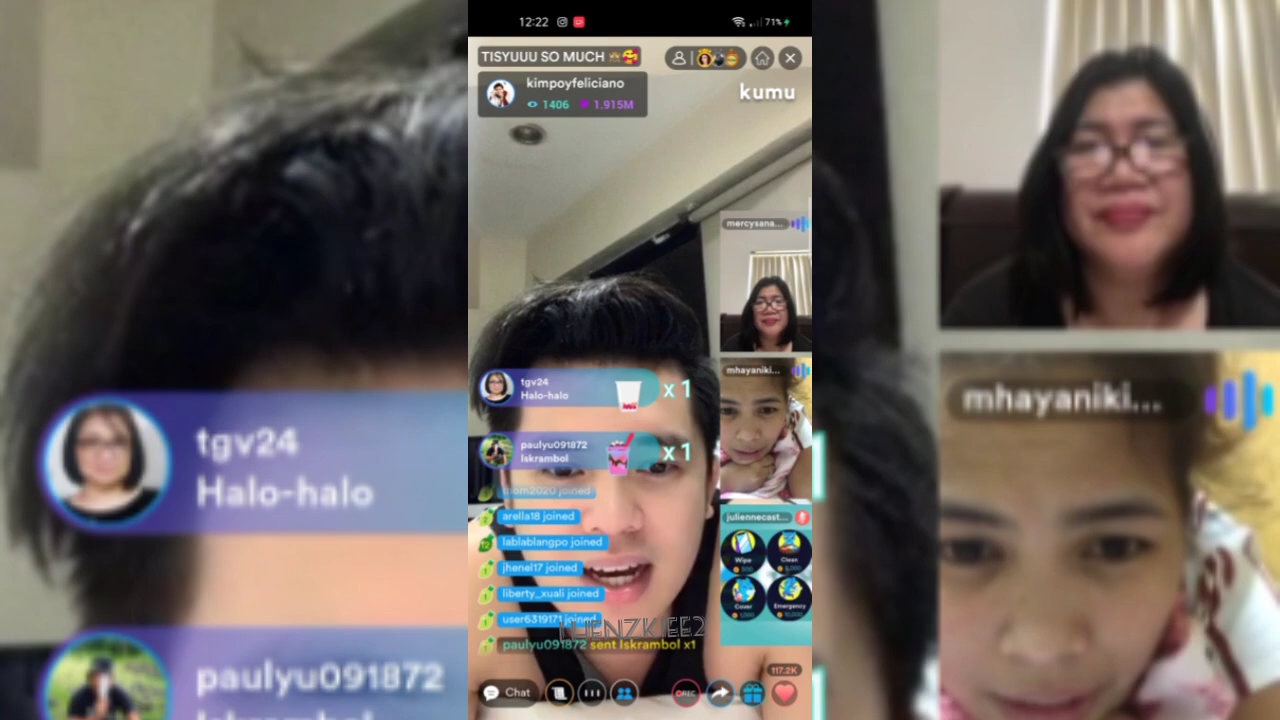 12:22
71%
TISYUUU SO MUCH
kimpoyfeliciano
1406 1.915M
kumu
mercysana...
mhayaniki...
tgv24
Halo-halo
x 1
paulyu091872
Iskrambol
x 1
thom2020 joined
arella18 joined
lablablangpo joined
jhenel17 joined
liberty_xuali joined
user6319171 joined
paulyu091872 sent Iskrambol x1
juliennecast...
Wipe
Clean
Cover
Emergency
117.2K
Chat
REC
tgv24
Halo-halo
paulyu091872
mhayaniki...